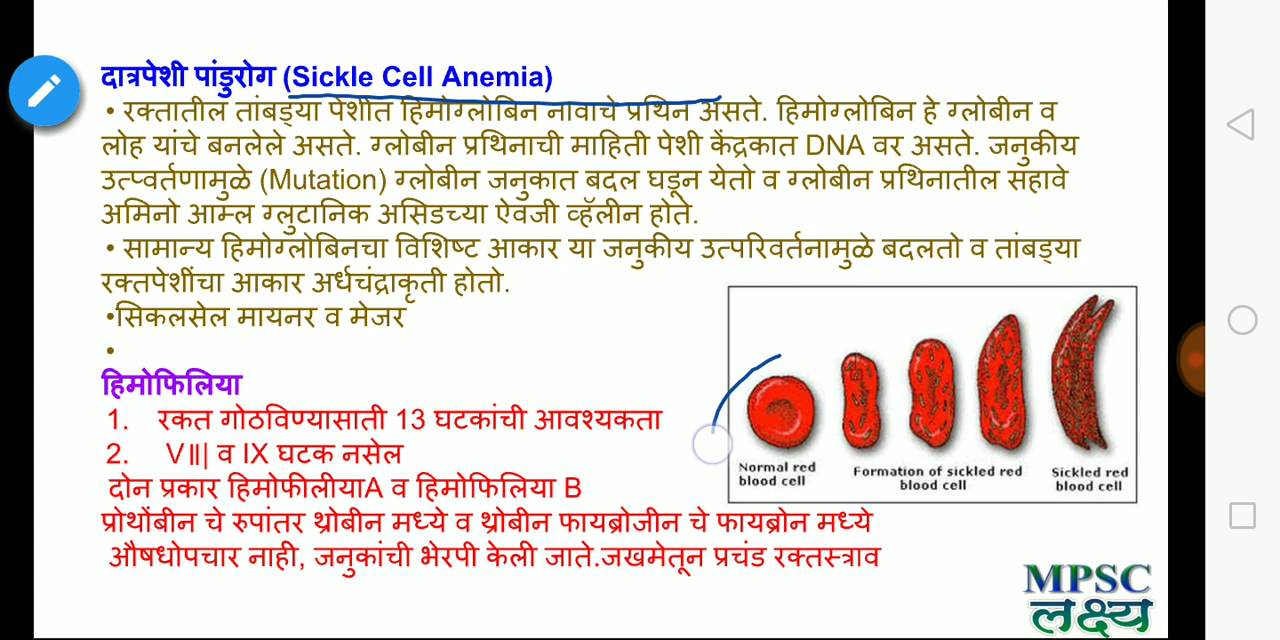 दात्रपेशी पांडुरोग (Sickle Cell Anemia)
• रक्तातील तांबड्या पेशीत हिमोग्लोबिन नावाचे प्रथिन असते. हिमोग्लोबिन हे ग्लोबीन व
लोह यांचे बनलेले असते. ग्लोबीन प्रथिनाची माहिती पेशी केंद्रकात DNA वर असते. जनुकीय
उत्प्वर्तणामुळे (Mutation) ग्लोबीन जनुकात बदल घडून येतो व ग्लोबीन प्रथिनातील सहावे
अमिनो आम्ल ग्लुटानिक असिडच्या ऐवजी व्हॅलीन होते.
• सामान्य हिमोग्लोबिनचा विशिष्ट आकार या जनुकीय उत्परिवर्तनामुळे बदलतो व तांबड्या
रक्तपेशींचा आकार अर्धचंद्राकृती होतो.
•सिकलसेल मायनर व मेजर
•
हिमोफिलिया
1. रकत गोठविण्यासाती 13 घटकांची आवश्यकता
2. VII| व IX घटक नसेल
दोन प्रकार हिमोफीलीयाA व हिमोफिलिया B
प्रोथोंबीन चे रुपांतर थ्रोबीन मध्ये व थ्रोबीन फायब्रोजीन चे फायब्रोन मध्ये
औषधोपचार नाही, जनुकांची भेरपी केली जाते.जखमेतून प्रचंड रक्तस्त्राव
Normal red
blood cell
Formation of sickled red
blood cell
Sickled red
blood cell
MPSC
लक्ष्य